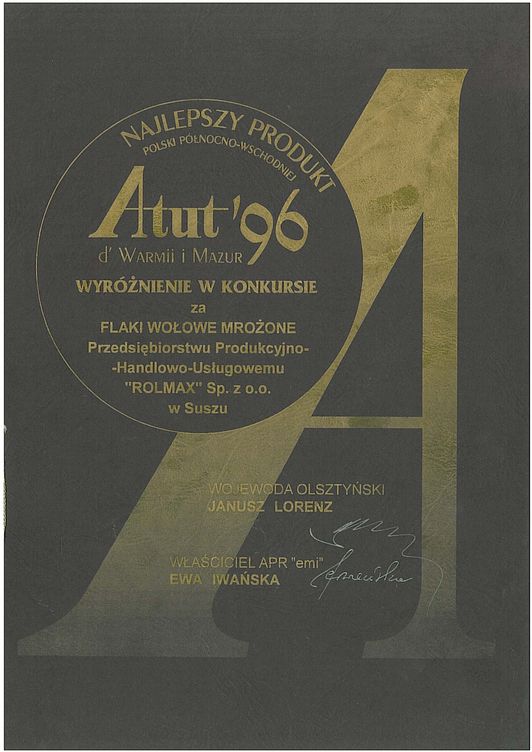 NAJLEPSZY PRODUKT
POLSKI PÓŁNOCNO-WSCHODNIEJ
Atut '96
d' WARMII i MAZUR
WYRÓŻNIENIE W KONKURSIE
za
FLAKI WOŁOWE MROŻONE
Przedsiębiorstwu Produkcyjno-
-Handlowo-Usługowemu
"ROLMAX" Sp. z o.o.
w Suszu
WOJEWODA OLSZTYŃSKI
JANUSZ LORENZ
WŁAŚCICIEL APR "emi"
EWA IWAŃSKA